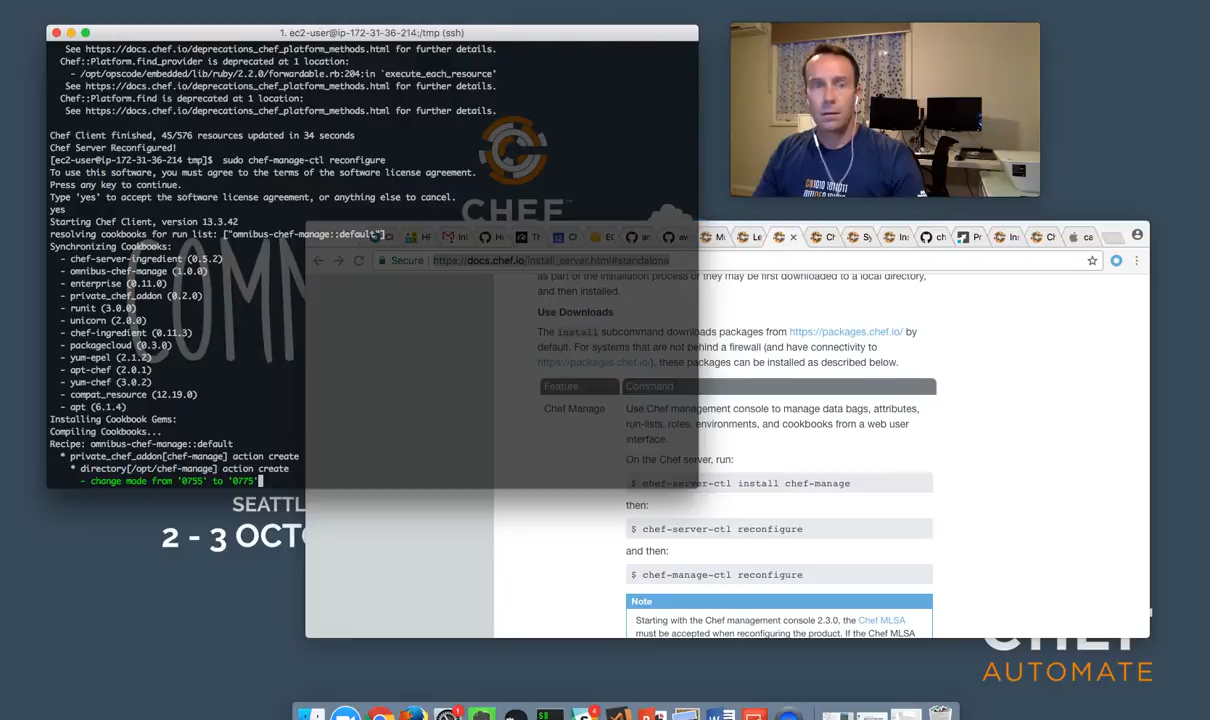 1. ec2-user@ip-172-31-36-214:/tmp (ssh)
See https://docs.chef.io/deprecations_chef_platform_methods.html for further details.
Chef::Platform.find_provider is deprecated at 1 location:
- /opt/opscode/embedded/lib/ruby/2.2.0/forwardable.rb:204:in `execute_each_resource'
See https://docs.chef.io/deprecations_chef_platform_methods.html for further details.
Chef::Platform.find is deprecated at 1 location:
See https://docs.chef.io/deprecations_chef_platform_methods.html for further details.
Chef Client finished, 45/576 resources updated in 34 seconds
Chef Server Reconfigured!
[ec2-user@ip-172-31-36-214 tmp]$ sudo chef-manage-ctl reconfigure
To use this software, you must agree to the terms of the software license agreement.
Press any key to continue.
Type 'yes' to accept the software license agreement, or anything else to cancel.
yes
Starting Chef Client, version 13.3.42
resolving cookbooks for run list: ["omnibus-chef-manage::default"]
Synchronizing Cookbooks:
- chef-server-ingredient (0.5.2)
- omnibus-chef-manage (1.0.0)
- enterprise (0.11.0)
- private_chef_addon (0.2.0)
- runit (3.0.0)
- unicorn (2.0.0)
- chef-ingredient (0.11.3)
- packagecloud (0.3.0)
- yum-epel (2.1.2)
- apt-chef (2.0.1)
- yum-chef (3.0.2)
- compat_resource (12.19.0)
- apt (6.1.4)
Installing Cookbook Gems:
Compiling Cookbooks...
Recipe: omnibus-chef-manage::default
* private_chef_addon[chef-manage] action create
* directory[/opt/chef-manage] action create
- change mode from '0755' to '0775'
CHEF
COMM
SEATTL
2 - 3 OCTO
Secure https://docs.chef.io/install_server.html#standalone
as part of the installation process or they may be first downloaded to a local directory,
and then installed.
Use Downloads
The install subcommand downloads packages from https://packages.chef.io/ by
default. For systems that are not behind a firewall (and have connectivity to
https://packages.chef.io/), these packages can be installed as described below.
Feature Command
Chef Manage Use Chef management console to manage data bags, attributes,
run-lists, roles, environments, and cookbooks from a web user
interface.
On the Chef server, run:
$ chef-server-ctl install chef-manage
then:
$ chef-server-ctl reconfigure
and then:
$ chef-manage-ctl reconfigure
Note
Starting with the Chef management console 2.3.0, the Chef MLSA
must be accepted when reconfiguring the product. If the Chef MLSA
CHEF
AUTOMATE